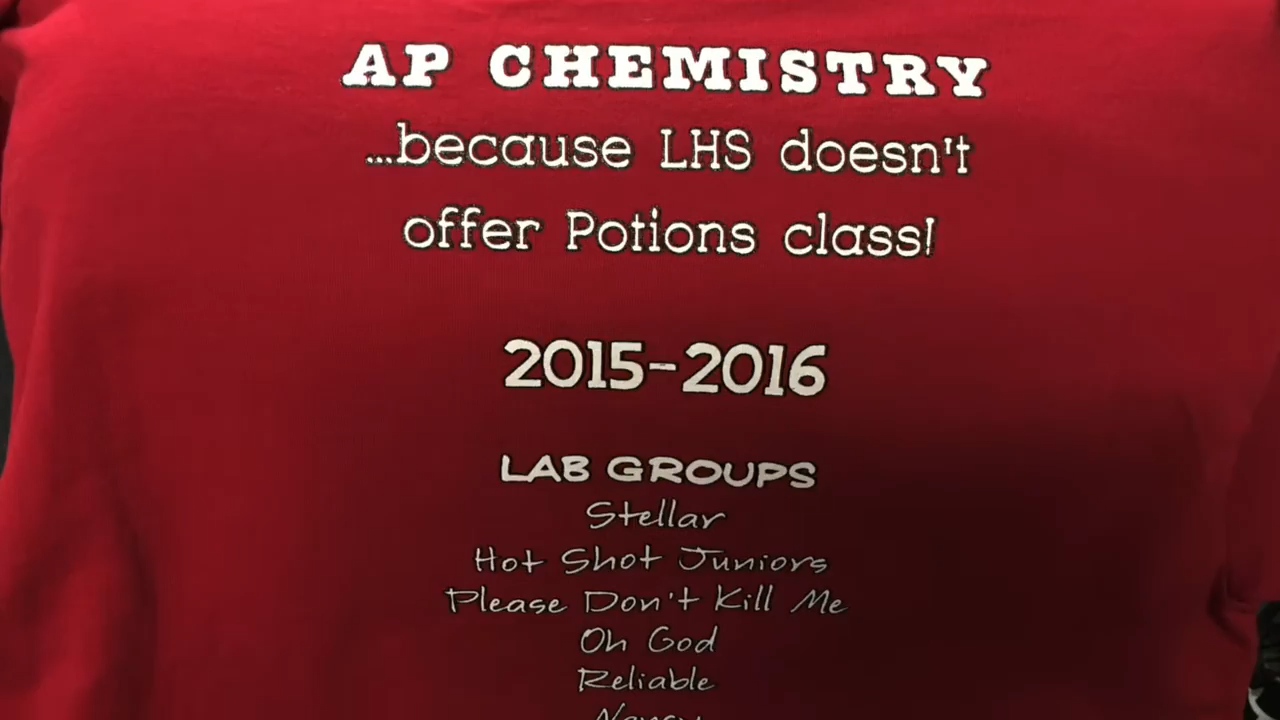 AP CHEMISTRY
...because LHS doesn't
offer Potions class!
2015-2016
LAB GROUPS
Stellar
Hot Shot Juniors
Please Don't Kill Me
Oh God
Reliable